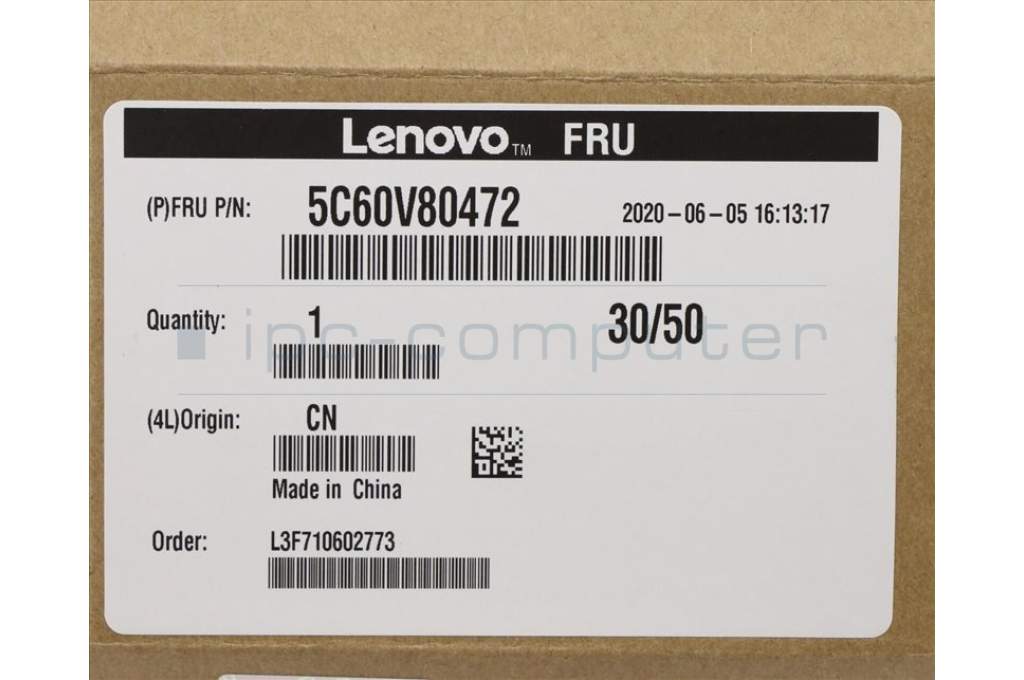 Lenovo™ FRU
(P)FRU P/N: 5C60V80472 2020-06-05 16:13:17
Quantity: 1 30/50
ipc-computer
(4L)Origin: CN
Made in China
Order: L3F710602773